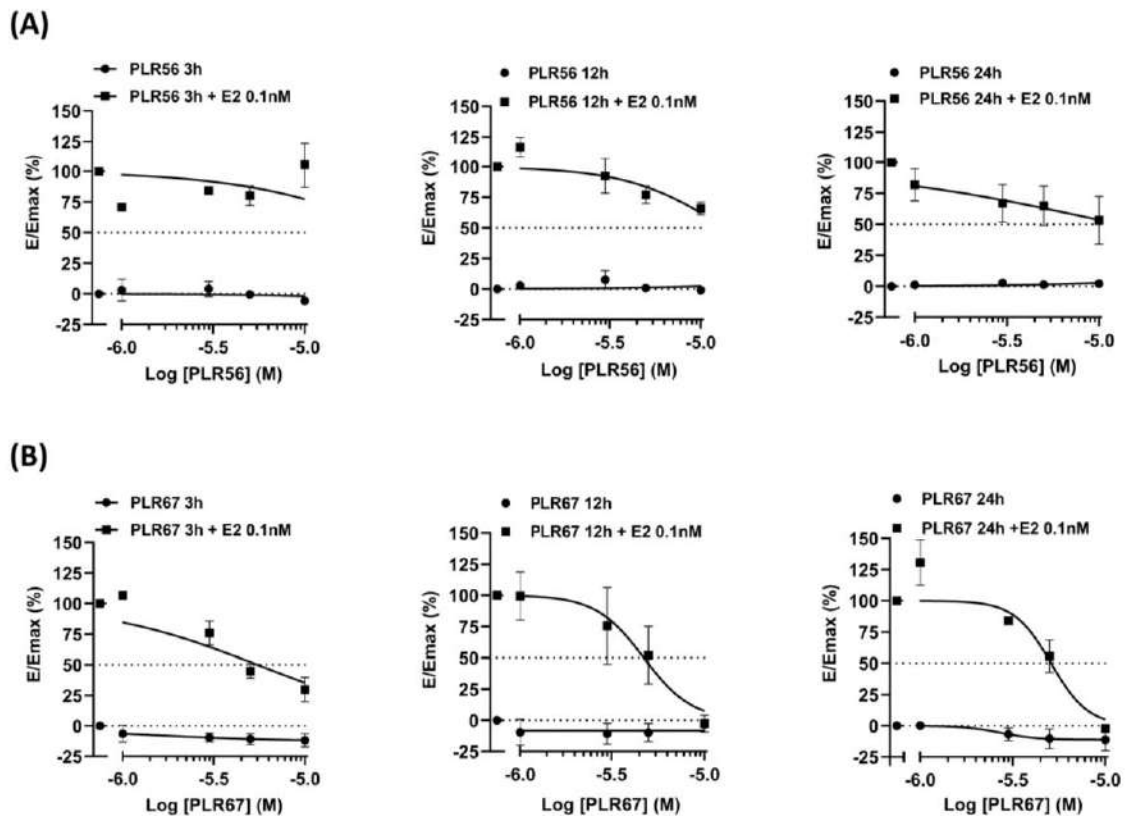 (A)
PLR56 3h
PLR56 3h + E2 0.1nM
150
125
100
75
50
25
0
-25
E/Emax (%)
-6.0
-5.5
-5.0
Log [PLR56] (M)
PLR56 12h
PLR56 12h + E2 0.1nM
150
125
100
75
50
25
0
-25
E/Emax (%)
-6.0
-5.5
-5.0
Log [PLR56] (M)
PLR56 24h
PLR56 24h + E2 0.1nM
150
125
100
75
50
25
0
-25
E/Emax (%)
-6.0
-5.5
-5.0
Log [PLR56] (M)
(B)
PLR67 3h
PLR67 3h + E2 0.1nM
150
125
100
75
50
25
0
-25
E/Emax (%)
-6.0
-5.5
-5.0
Log [PLR67] (M)
PLR67 12h
PLR67 12h + E2 0.1nM
150
125
100
75
50
25
0
-25
E/Emax (%)
-6.0
-5.5
-5.0
Log [PLR67] (M)
PLR67 24h
PLR67 24h +E2 0.1nM
150
125
100
75
50
25
0
-25
E/Emax (%)
-6.0
-5.5
-5.0
Log [PLR67] (M)